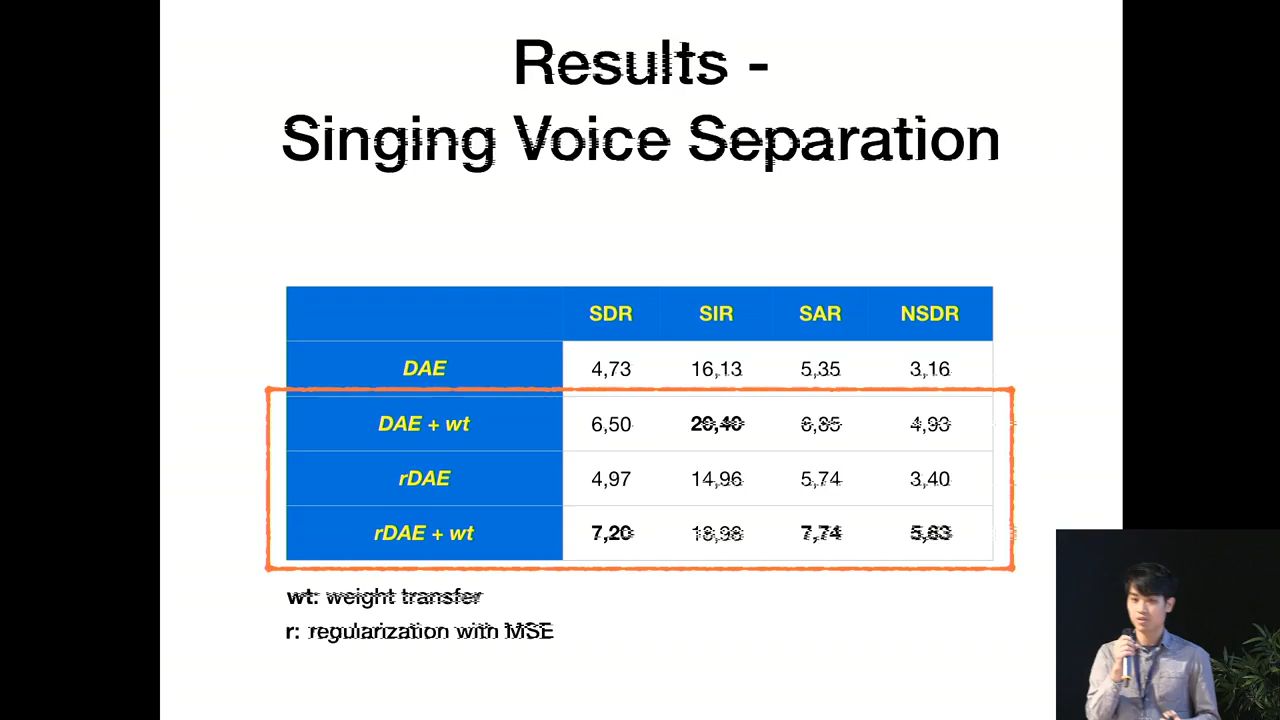 Results -
Singing Voice Separation
SDR SIR SAR NSDR
DAE 4,73 16,13 5,35 3,16
DAE + wt 6,50 20,40 6,85 4,93
rDAE 4,97 14,96 5,74 3,40
rDAE + wt 7,20 18,98 7,74 5,63
wt: weight transfer
r: regularization with MSE